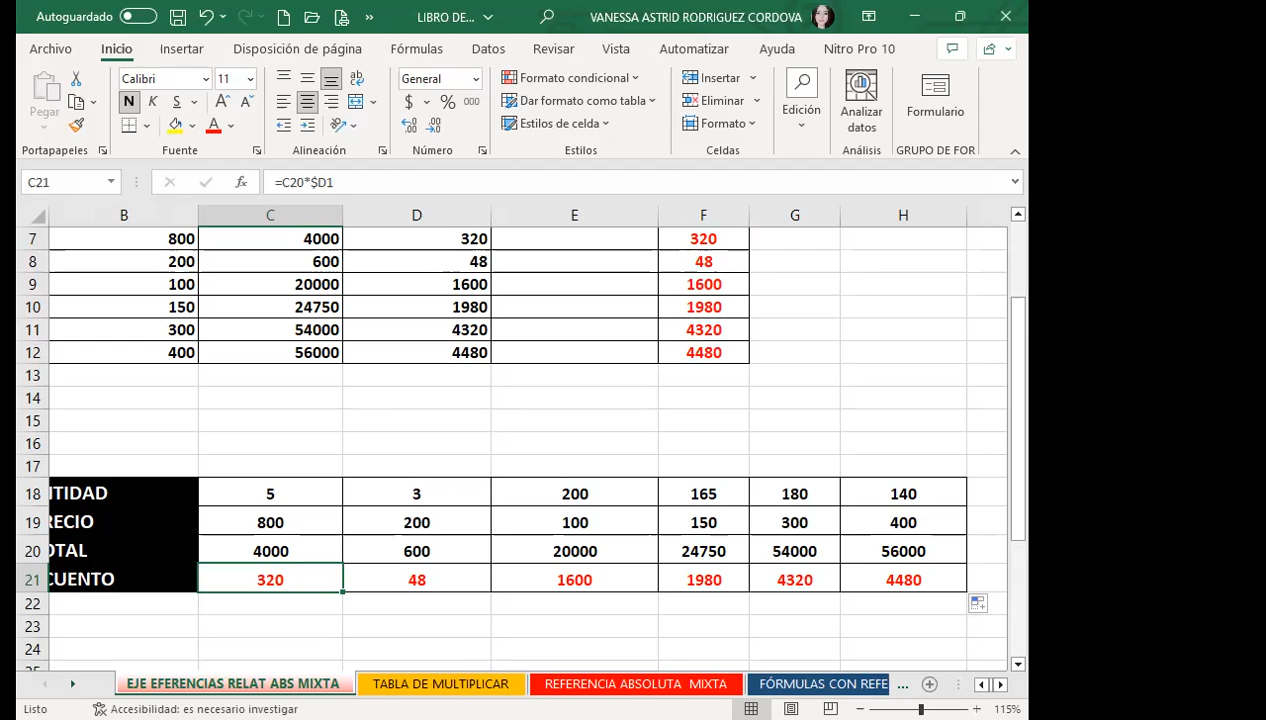 Autoguardado LIBRO DE... VANESSA ASTRID RODRIGUEZ CORDOVA
Archivo Inicio Insertar Disposición de página Fórmulas Datos Revisar Vista Automatizar Ayuda Nitro Pro 10
Pegar
Portapapeles
Calibri 11
N K S
Fuente
Alineación
General
$ % 000
Número
Formato condicional
Dar formato como tabla
Estilos de celda
Estilos
Insertar
Eliminar
Formato
Celdas
Edición
Analizar
datos
Análisis
Formulario
GRUPO DE FOR
C21 fx =C20*$D1
B C D E F G H
7 800 4000 320 320
8 200 600 48 48
9 100 20000 1600 1600
10 150 24750 1980 1980
11 300 54000 4320 4320
12 400 56000 4480 4480
13
14
15
16
17
18 NTIDAD 5 3 200 165 180 140
19 RECIO 800 200 100 150 300 400
20 OTAL 4000 600 20000 24750 54000 56000
21 CUENTO 320 48 1600 1980 4320 4480
22
23
24
25
EJE EFERENCIAS RELAT ABS MIXTA TABLA DE MULTIPLICAR REFERENCIA ABSOLUTA MIXTA FÓRMULAS CON REFE ...
Listo Accesibilidad: es necesario investigar 115%